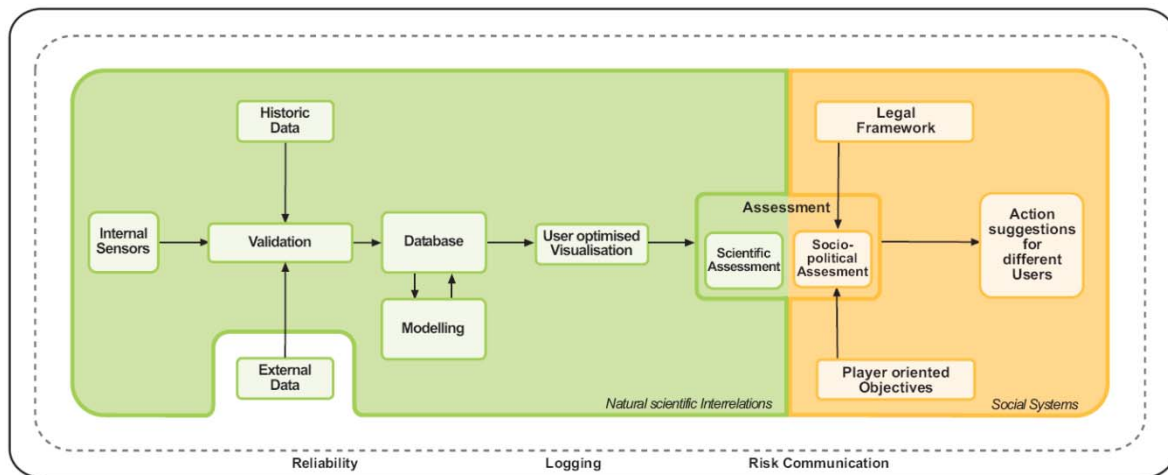 Historic
Data
Legal
Framework
Internal
Sensors
Validation
Database
User optimised
Visualisation
Assessment
Scientific
Assessment
Socio-
political
Assesment
Action
suggestions
for
different
Users
Modelling
External
Data
Player oriented
Objectives
Natural scientific Interrelations
Social Systems
Reliability
Logging
Risk Communication